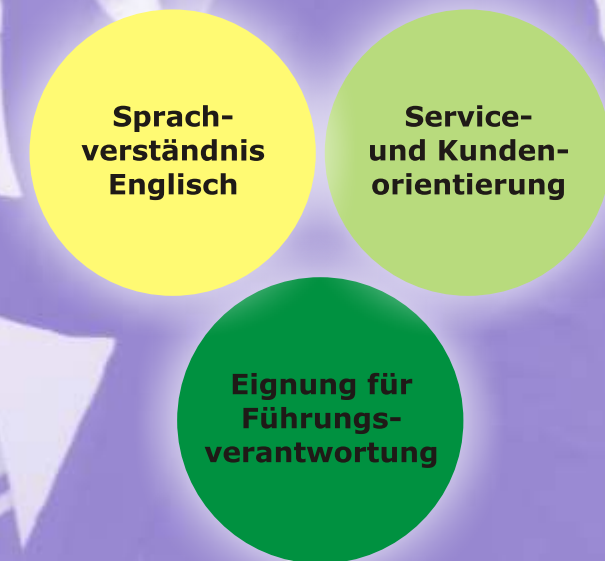 Sprach-
verständnis
Englisch
Service-
und Kunden-
orientierung
Eignung für
Führungs-
verantwortung